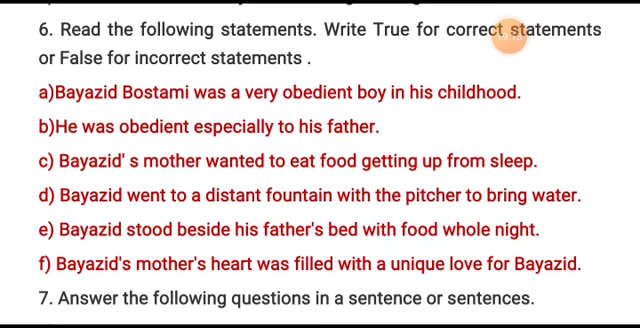 6. Read the following statements. Write True for correct statements
or False for incorrect statements .
a)Bayazid Bostami was a very obedient boy in his childhood.
b)He was obedient especially to his father.
c) Bayazid' s mother wanted to eat food getting up from sleep.
d) Bayazid went to a distant fountain with the pitcher to bring water.
e) Bayazid stood beside his father's bed with food whole night.
f) Bayazid's mother's heart was filled with a unique love for Bayazid.
7. Answer the following questions in a sentence or sentences.